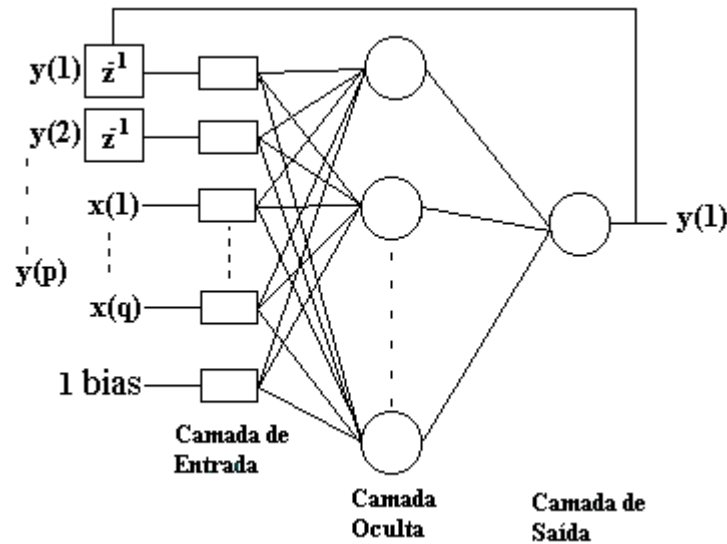 y(1) z⁻¹
y(2) z⁻¹
x(1)
y(1)
y(p)
x(q)
1 bias
Camada de
Entrada
Camada
Oculta
Camada de
Saída